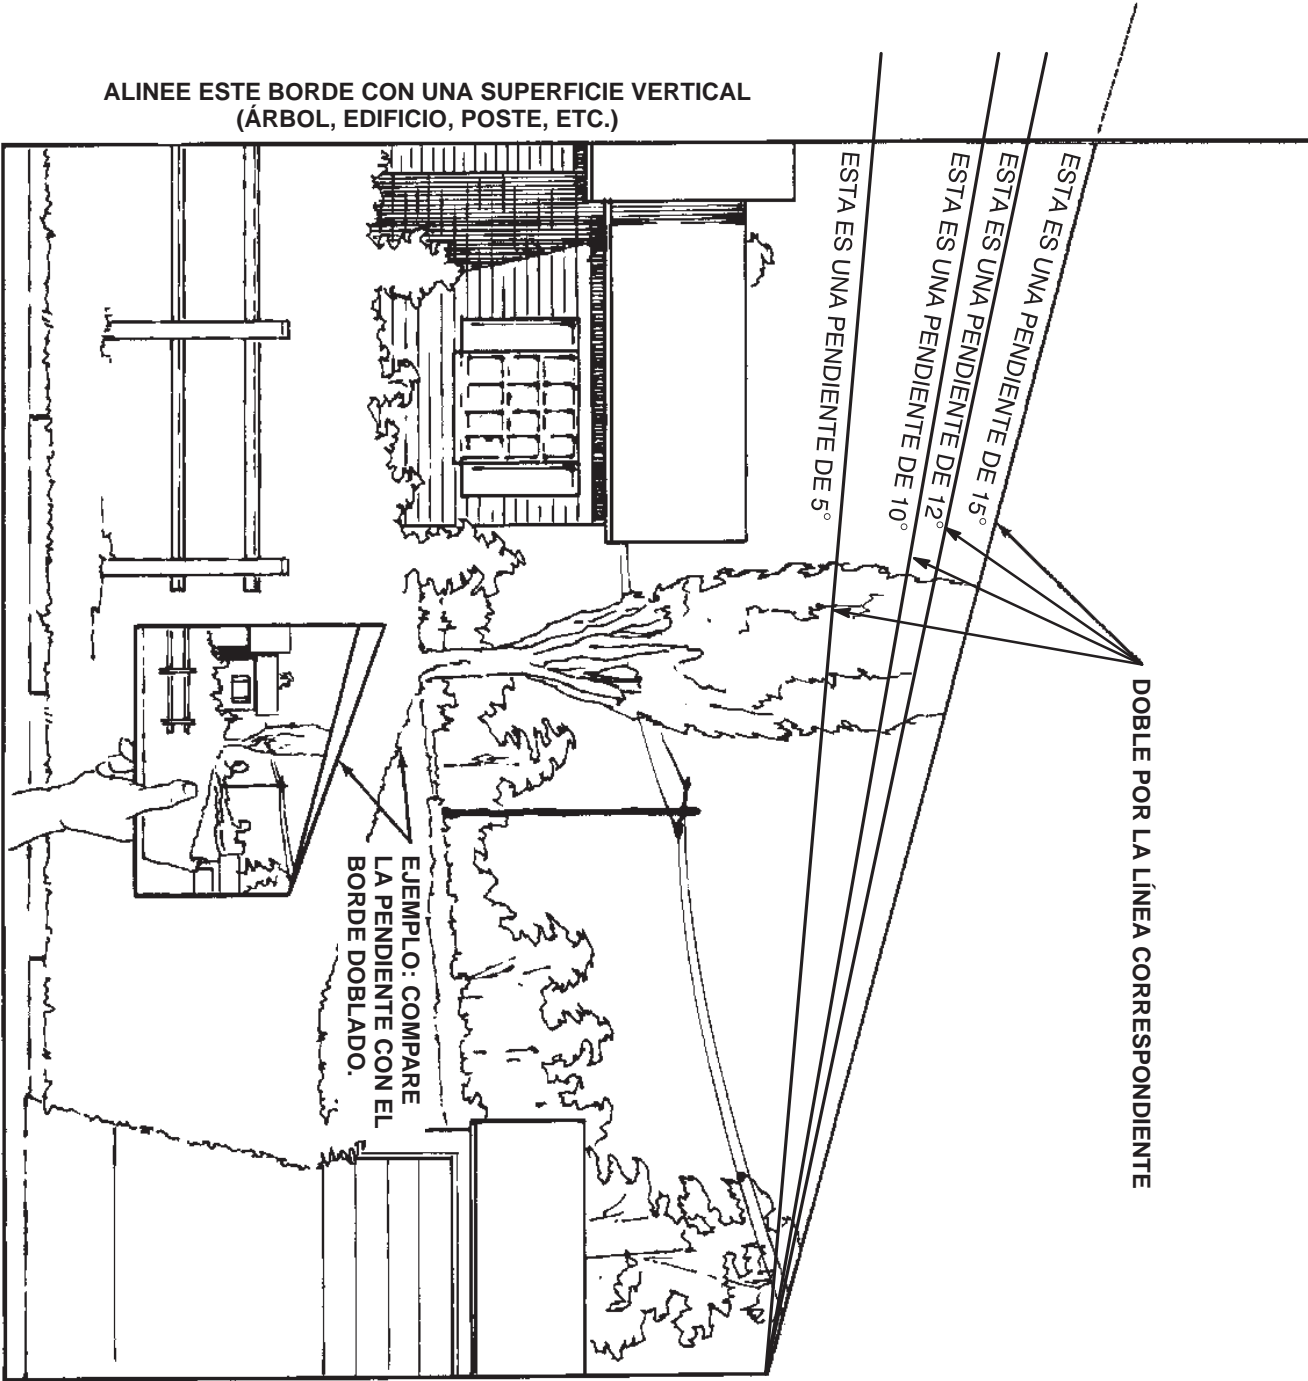 ALINEE ESTE BORDE CON UNA SUPERFICIE VERTICAL
(ÁRBOL, EDIFICIO, POSTE, ETC.)
ESTA ES UNA PENDIENTE DE 15°
ESTA ES UNA PENDIENTE DE 12°
ESTA ES UNA PENDIENTE DE 10°
ESTA ES UNA PENDIENTE DE 5°
DOBLE POR LA LÍNEA CORRESPONDIENTE
EJEMPLO: COMPARE
LA PENDIENTE CON EL
BORDE DOBLADO.